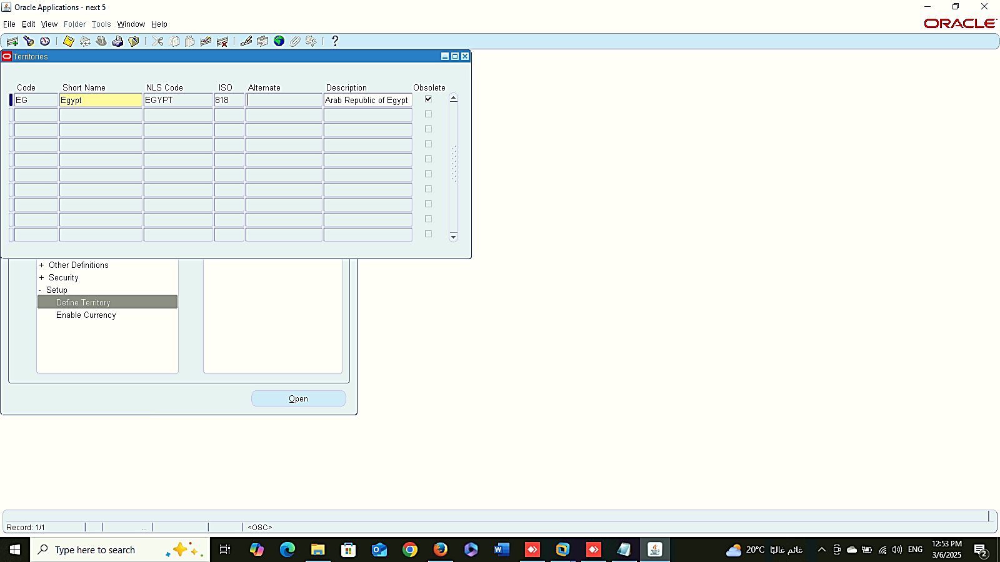 Oracle Applications - next 5
File Edit View Folder Tools Window Help
ORACLE
Territories
Code Short Name NLS Code ISO Alternate Description Obsolete
EG Egypt EGYPT 818 Arab Republic of Egypt
+ Other Definitions
+ Security
- Setup
Define Territory
Enable Currency
Open
Record: 1/1 ... <OSC>
Type here to search
20°C غائم غالبًا ENG
12:53 PM
3/6/2025
2